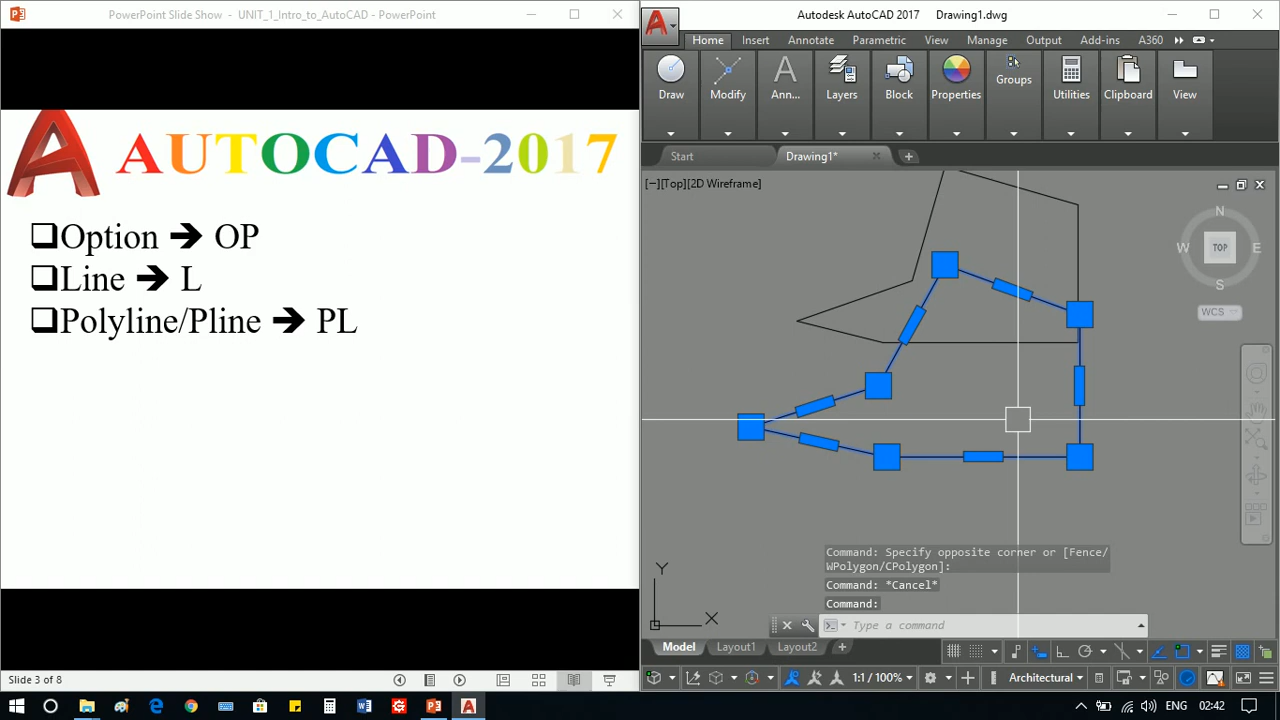 PowerPoint Slide Show - UNIT_1_Intro_to_AutoCAD - PowerPoint
AUTOCAD-2017
Option ➔ OP
Line ➔ L
Polyline/Pline ➔ PL
Slide 3 of 8
Autodesk AutoCAD 2017 Drawing1.dwg
Home Insert Annotate Parametric View Manage Output Add-ins A360
Draw Modify Ann... Layers Block Properties Groups Utilities Clipboard View
Start Drawing1*
[−][Top][2D Wireframe]
N
W TOP E
S
WCS
Command: Specify opposite corner or [Fence/
WPolygon/CPolygon]:
Command: *Cancel*
Command:
Y
X
Type a command
Model Layout1 Layout2
1:1 / 100% Architectural
ENG 02:42